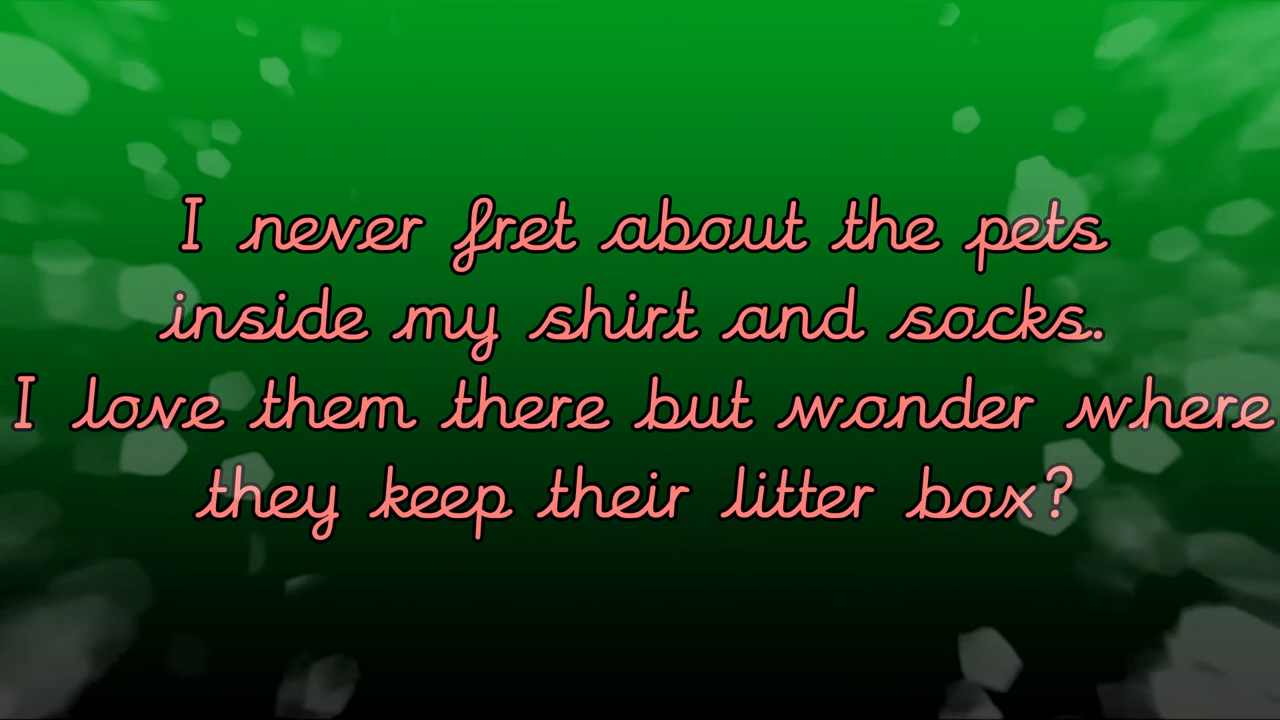 I never fret about the pets
inside my shirt and socks.
I love them there but wonder where
they keep their litter box?